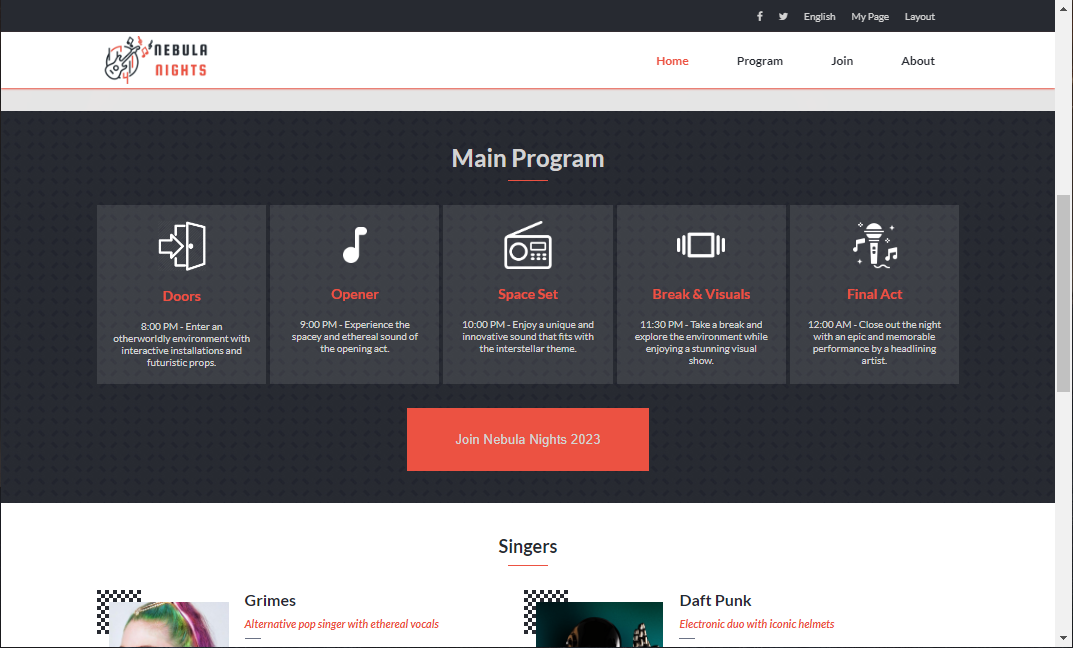 English My Page Layout
NEBULA
NIGHTS
Home Program Join About
Main Program
Doors
8:00 PM - Enter an
otherworldly environment with
interactive installations and
futuristic props.
Opener
9:00 PM - Experience the
spacey and ethereal sound of
the opening act.
Space Set
10:00 PM - Enjoy a unique and
innovative sound that fits with
the interstellar theme.
Break & Visuals
11:30 PM - Take a break and
explore the environment while
enjoying a stunning visual
show.
Final Act
12:00 AM - Close out the night
with an epic and memorable
performance by a headlining
artist.
Join Nebula Nights 2023
Singers
Grimes
Alternative pop singer with ethereal vocals
Daft Punk
Electronic duo with iconic helmets